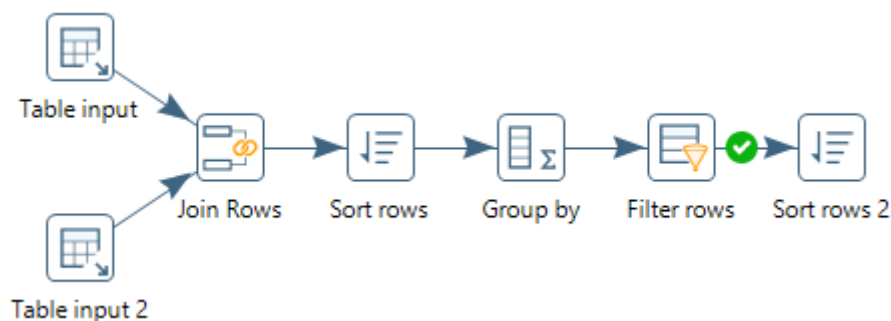 Table input
Join Rows
Sort rows
Group by
Filter rows
Sort rows 2
Table input 2